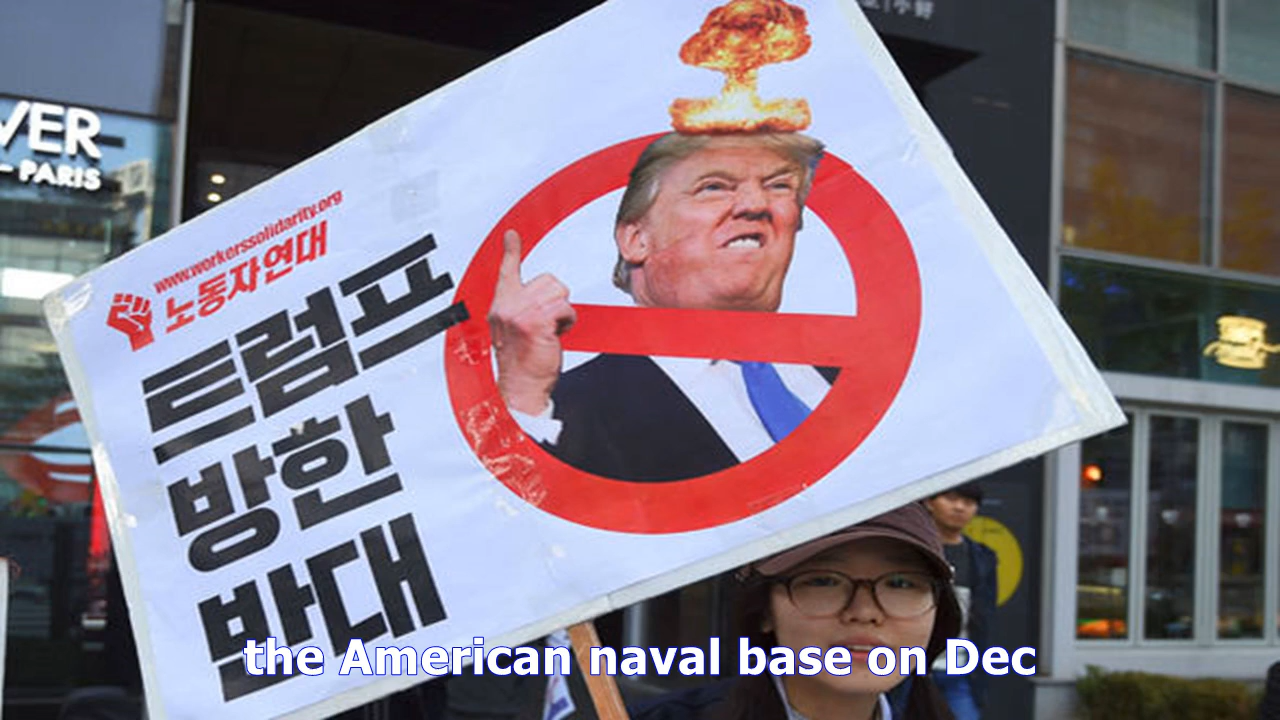 VER
- PARIS
www.workerssolidarity.org
노동자 연대
트럼프
방한
반대
the American naval base on Dec